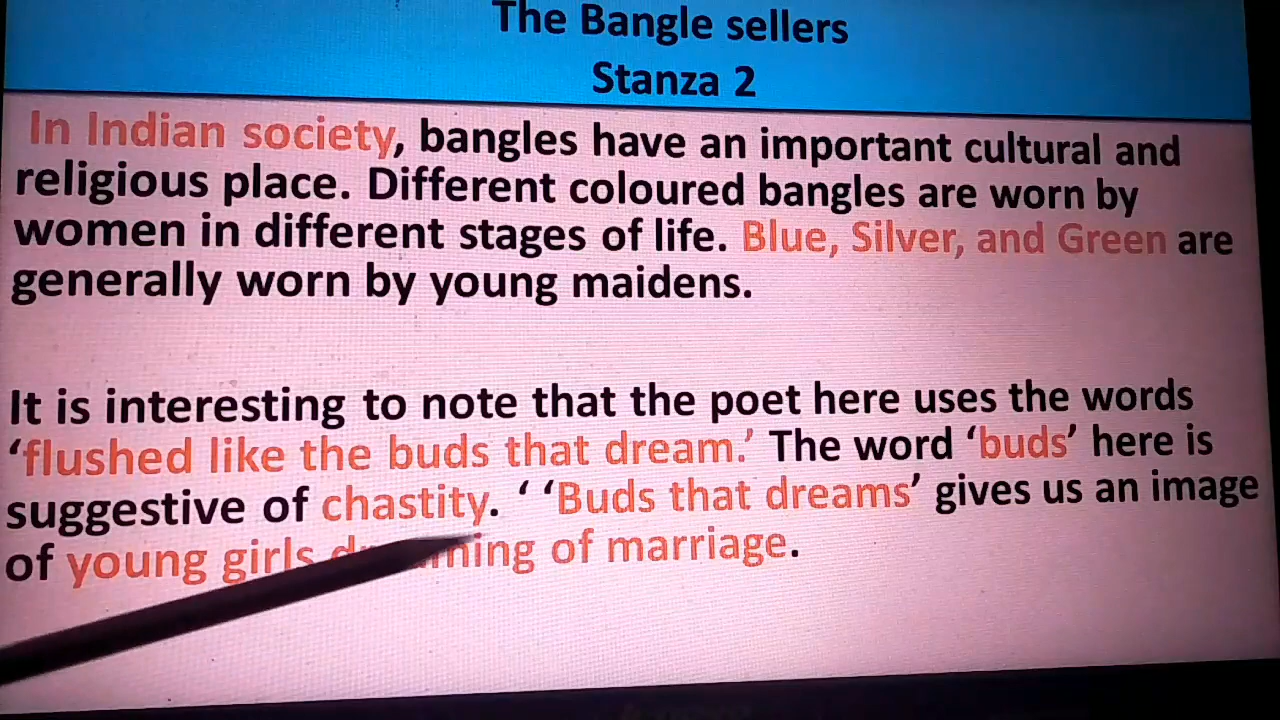 The Bangle sellers
Stanza 2
In Indian society, bangles have an important cultural and
religious place. Different coloured bangles are worn by
women in different stages of life. Blue, Silver, and Green are
generally worn by young maidens.
It is interesting to note that the poet here uses the words
‘flushed like the buds that dream.’ The word ‘buds’ here is
suggestive of chastity. ‘ ‘Buds that dreams’ gives us an image
of young girls of marriage.